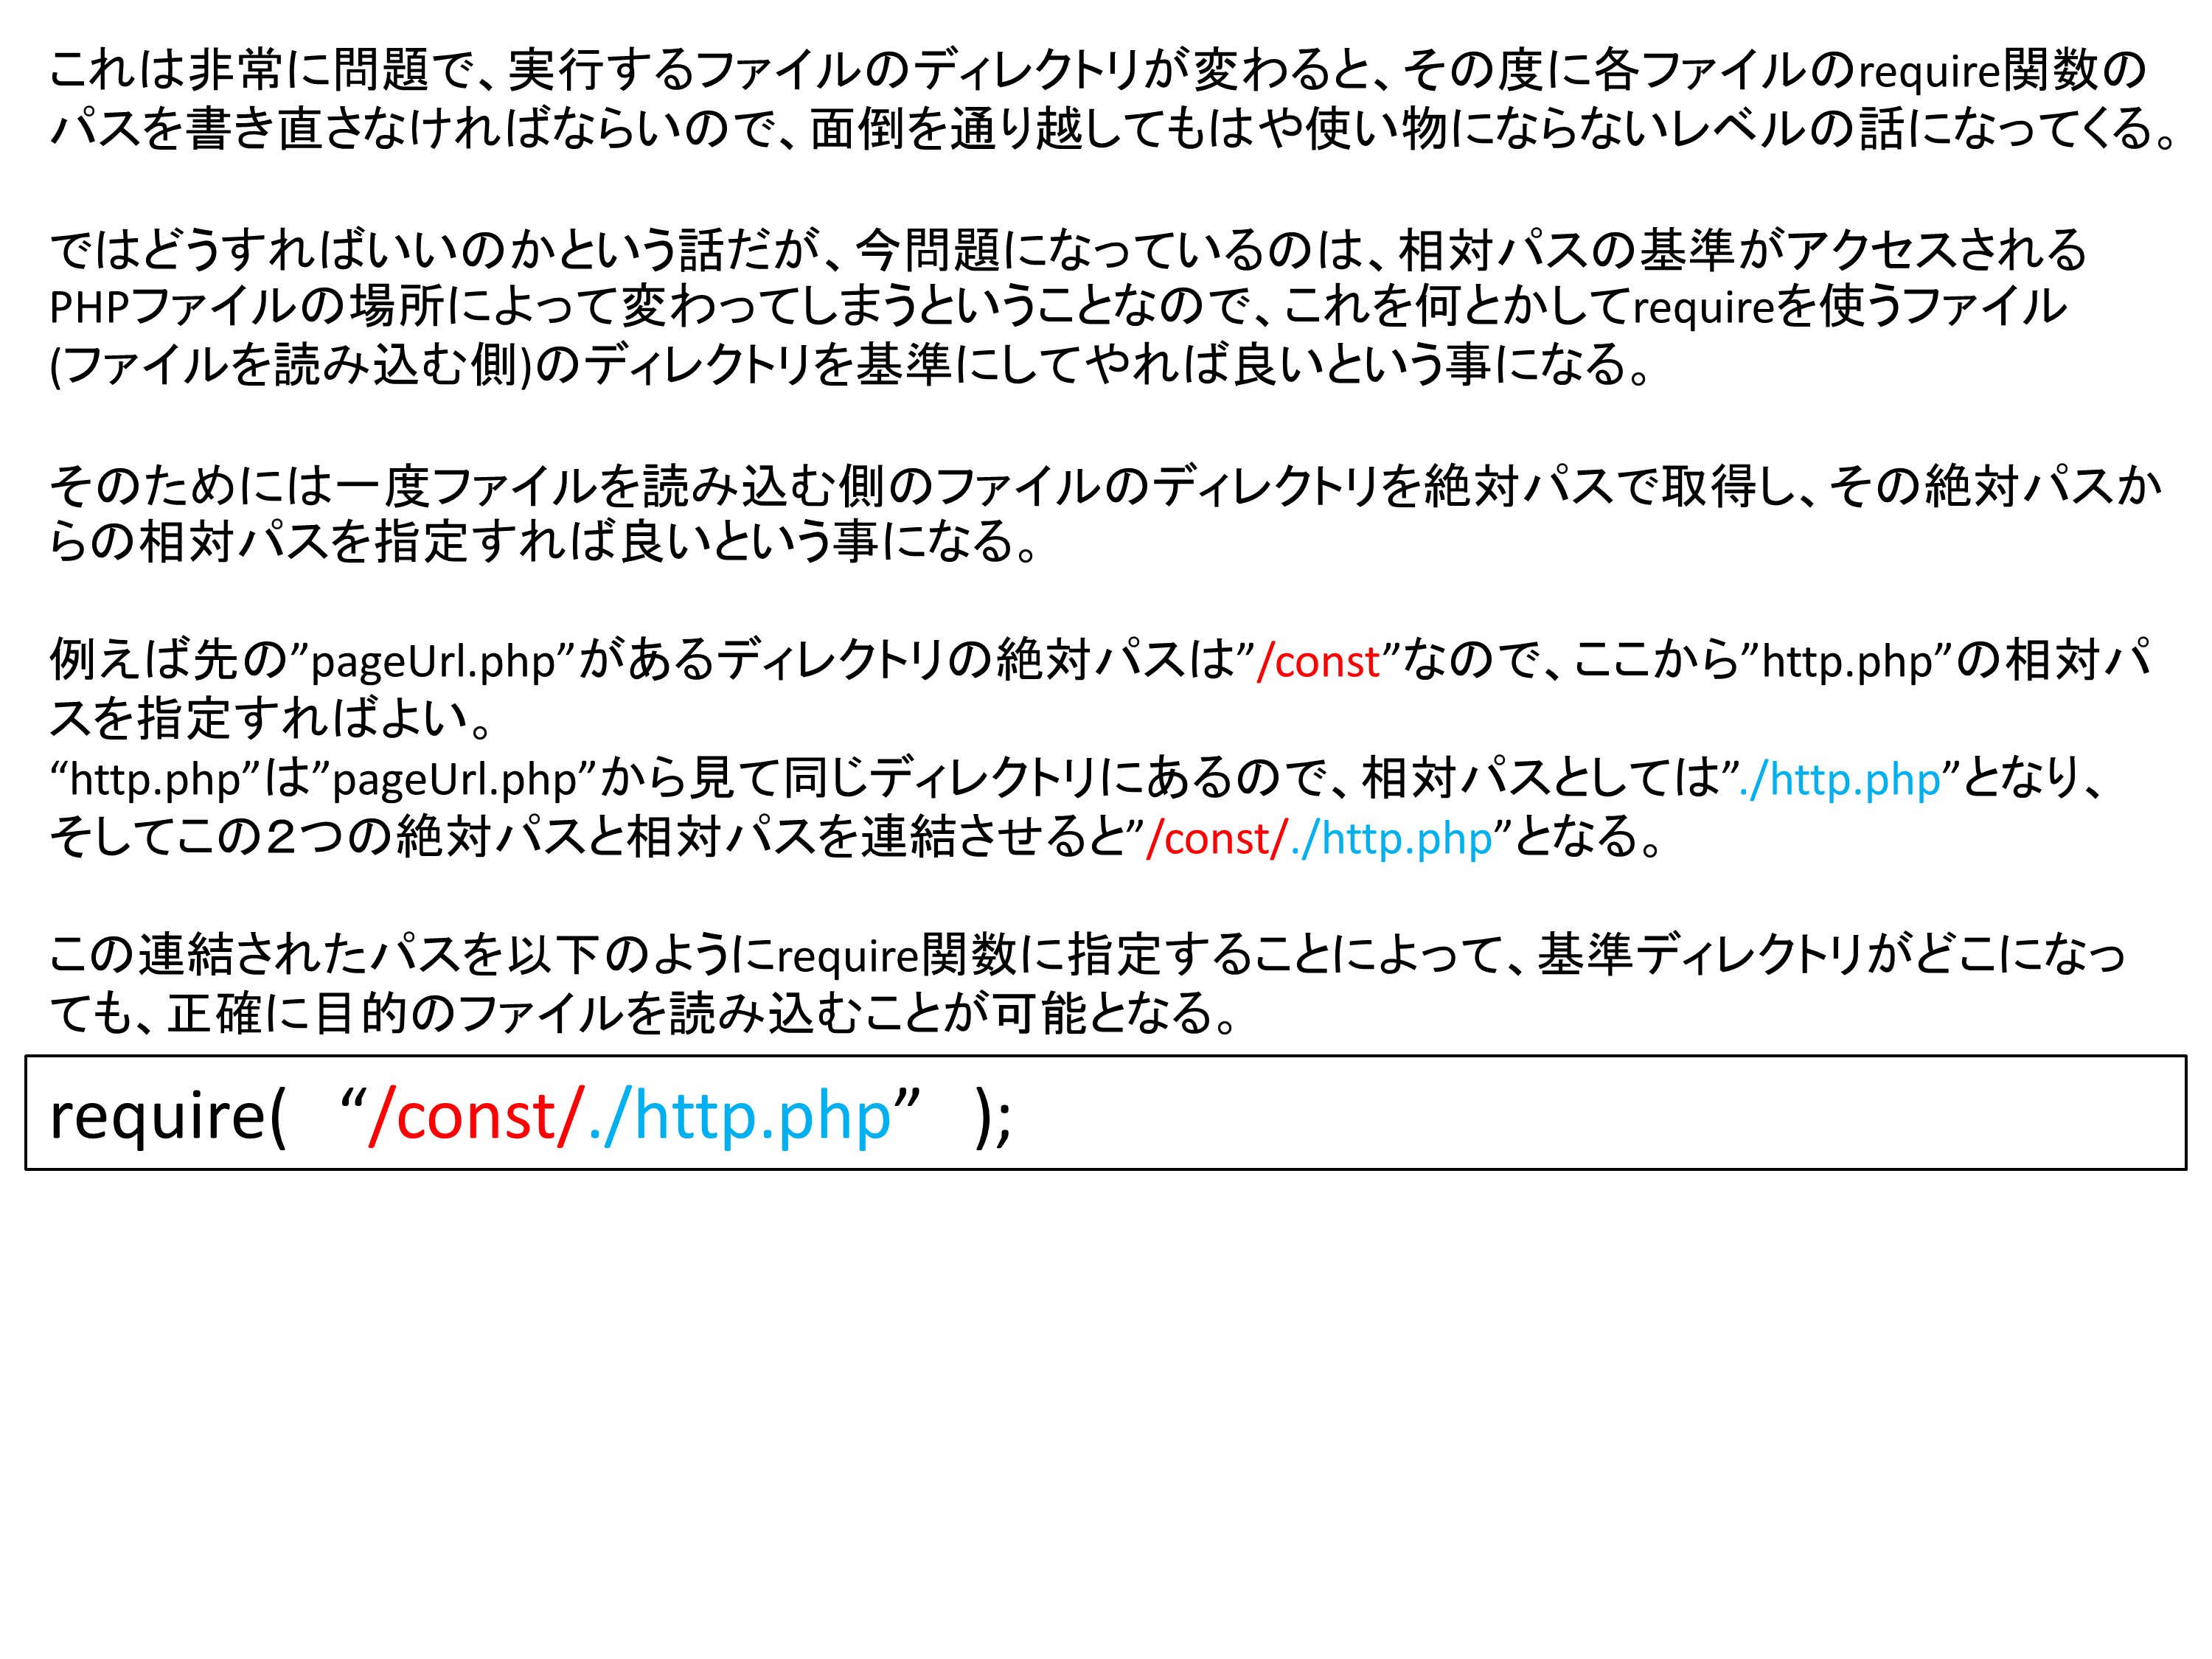 これは非常に問題で、実行するファイルのディレクトリが変わると、その度に各ファイルのrequire関数の
パスを書き直さなければならいので、面倒を通り越してもはや使い物にならないレベルの話になってくる。
ではどうすればいいのかという話だが、今問題になっているのは、相対パスの基準がアクセスされる
PHPファイルの場所によって変わってしまうということなので、これを何とかしてrequireを使うファイル
(ファイルを読み込む側)のディレクトリを基準にしてやれば良いという事になる。
そのためには一度ファイルを読み込む側のファイルのディレクトリを絶対パスで取得し、その絶対パスか
らの相対パスを指定すれば良いという事になる。
例えば先の”pageUrl.php”があるディレクトリの絶対パスは”/const”なので、ここから”http.php”の相対パ
スを指定すればよい。
“http.php”は”pageUrl.php”から見て同じディレクトリにあるので、相対パスとしては”./http.php”となり、
そしてこの２つの絶対パスと相対パスを連結させると”/const/./http.php”となる。
この連結されたパスを以下のようにrequire関数に指定することによって、基準ディレクトリがどこになっ
ても、正確に目的のファイルを読み込むことが可能となる。
require( “/const/./http.php” );